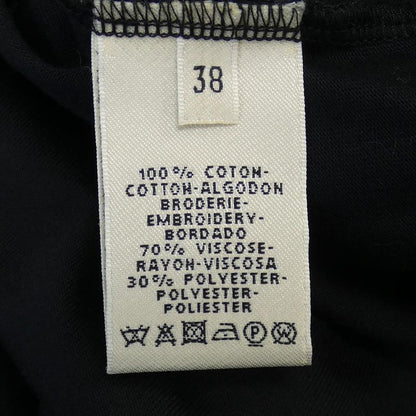 38
100% COTON-
COTTON-ALGODON
BRODERIE-
EMBROIDERY-
BORDADO
70% VISCOSE-
RAYON-VISCOSA
30% POLYESTER-
POLYESTER-
POLIESTER
P W